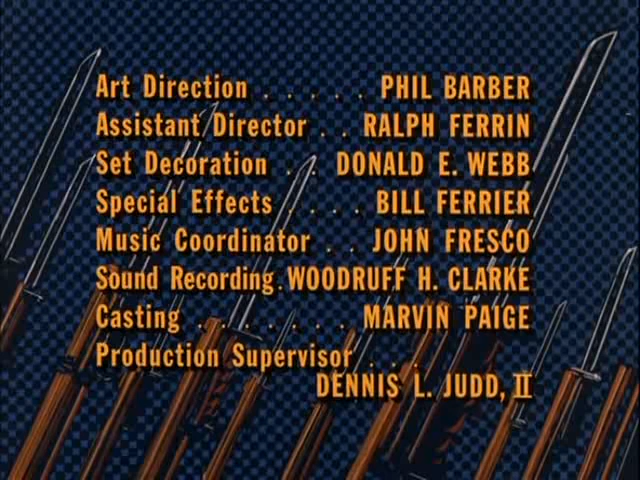 Art Direction . . . . . PHIL BARBER
Assistant Director . . RALPH FERRIN
Set Decoration . . DONALD E. WEBB
Special Effects . . . . BILL FERRIER
Music Coordinator . . JOHN FRESCO
Sound Recording . WOODRUFF H. CLARKE
Casting . . . . . . . MARVIN PAIGE
Production Supervisor . . .
DENNIS L. JUDD, II